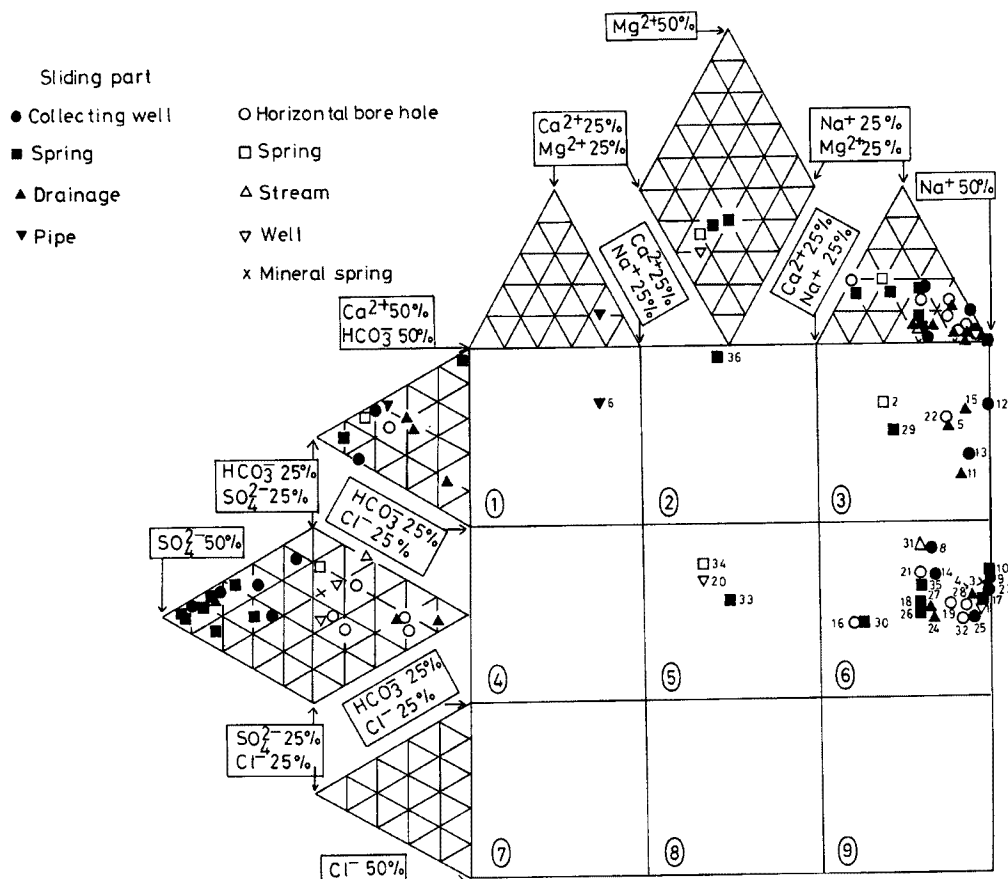 Sliding part
Collecting well
Spring
Drainage
Pipe
Horizontal bore hole
Spring
Stream
Well
Mineral spring
Mg²⁺50%
Ca²⁺25%
Mg²⁺25%
Na⁺25%
Mg²⁺25%
Na⁺50%
Ca²⁺25%
Na⁺25%
Ca²⁺25%
Na⁺ 25%
Ca²⁺50%
HCO₃⁻50%
HCO₃⁻25%
SO₄²⁻25%
HCO₃⁻25%
Cl⁻25%
SO₄²⁻50%
HCO₃⁻25%
Cl⁻25%
SO₄²⁻25%
Cl⁻25%
Cl⁻50%
36
6
2
15
12
22
5
29
13
11
1
2
3
31
8
34
20
33
10
9
21
14
4
3
35
28
27
18
17
26
19
16
30
24
32
25
4
5
6
7
8
9